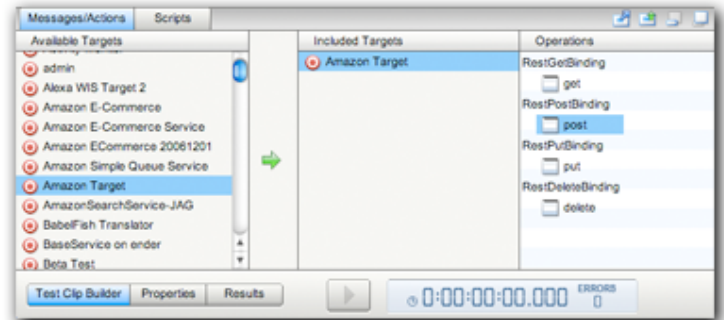 Messages/Actions Scripts
Available Targets
admin
Alexa WIS Target 2
Amazon E-Commerce
Amazon E-Commerce Service
Amazon ECommerce 20061201
Amazon Simple Queue Service
Amazon Target
AmazonSearchService-JAG
BabelFish Translator
BaseService on ender
Beta Test
Included Targets
Amazon Target
Operations
RestGetBinding
get
RestPostBinding
post
RestPutBinding
put
RestDeleteBinding
delete
Test Clip Builder Properties Results
0:00:00:00.000 ERRORS
0